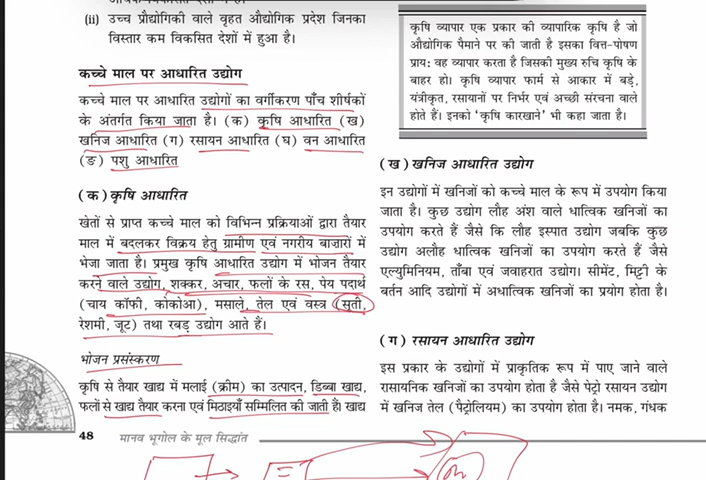 (ii) उच्च प्रौद्योगिकी वाले वृहत औद्योगिक प्रदेश जिनका
विस्तार कम विकसित देशों में हुआ है।
कच्चे माल पर आधारित उद्योग
कच्चे माल पर आधारित उद्योगों का वर्गीकरण पाँच शीर्षकों
के अंतर्गत किया जाता है। (क) कृषि आधारित (ख)
खनिज आधारित (ग) रसायन आधारित (घ) वन आधारित
(ङ) पशु आधारित
(क) कृषि आधारित
खेतों से प्राप्त कच्चे माल को विभिन्न प्रक्रियाओं द्वारा तैयार
माल में बदलकर विक्रय हेतु ग्रामीण एवं नगरीय बाजारों में
भेजा जाता है। प्रमुख कृषि आधारित उद्योग में भोजन तैयार
करने वाले उद्योग, शक्कर, अचार, फलों के रस, पेय पदार्थ
(चाय कॉफी, कोकोआ), मसाले, तेल एवं वस्त्र (सूती,
रेशमी, जूट) तथा रबड़ उद्योग आते हैं।
भोजन प्रसंस्करण
कृषि से तैयार खाद्य में मलाई (क्रीम) का उत्पादन, डिब्बा खाद्य,
फलों से खाद्य तैयार करना एवं मिठाइयाँ सम्मिलित की जाती हैं। खाद्य
कृषि व्यापार एक प्रकार की व्यापारिक कृषि है जो
औद्योगिक पैमाने पर की जाती है इसका वित्त-पोषण
प्राय: वह व्यापार करता है जिसकी मुख्य रुचि कृषि के
बाहर हो। कृषि व्यापार फार्म से आकार में बड़े,
यंत्रीकृत, रसायनों पर निर्भर एवं अच्छी संरचना वाले
होते हैं। इनको 'कृषि कारखाने' भी कहा जाता है।
(ख) खनिज आधारित उद्योग
इन उद्योगों में खनिजों को कच्चे माल के रूप में उपयोग किया
जाता है। कुछ उद्योग लौह अंश वाले धात्विक खनिजों का
उपयोग करते हैं जैसे कि लौह इस्पात उद्योग जबकि कुछ
उद्योग अलौह धात्विक खनिजों का उपयोग करते हैं जैसे
एल्युमिनियम, ताँबा एवं जवाहरात उद्योग। सीमेंट, मिट्टी के
बर्तन आदि उद्योगों में अधात्विक खनिजों का प्रयोग होता है।
(ग) रसायन आधारित उद्योग
इस प्रकार के उद्योगों में प्राकृतिक रूप में पाए जाने वाले
रासायनिक खनिजों का उपयोग होता है जैसे पेट्रो रसायन उद्योग
में खनिज तेल (पैट्रोलियम) का उपयोग होता है। नमक, गंधक
48 मानव भूगोल के मूल सिद्धांत